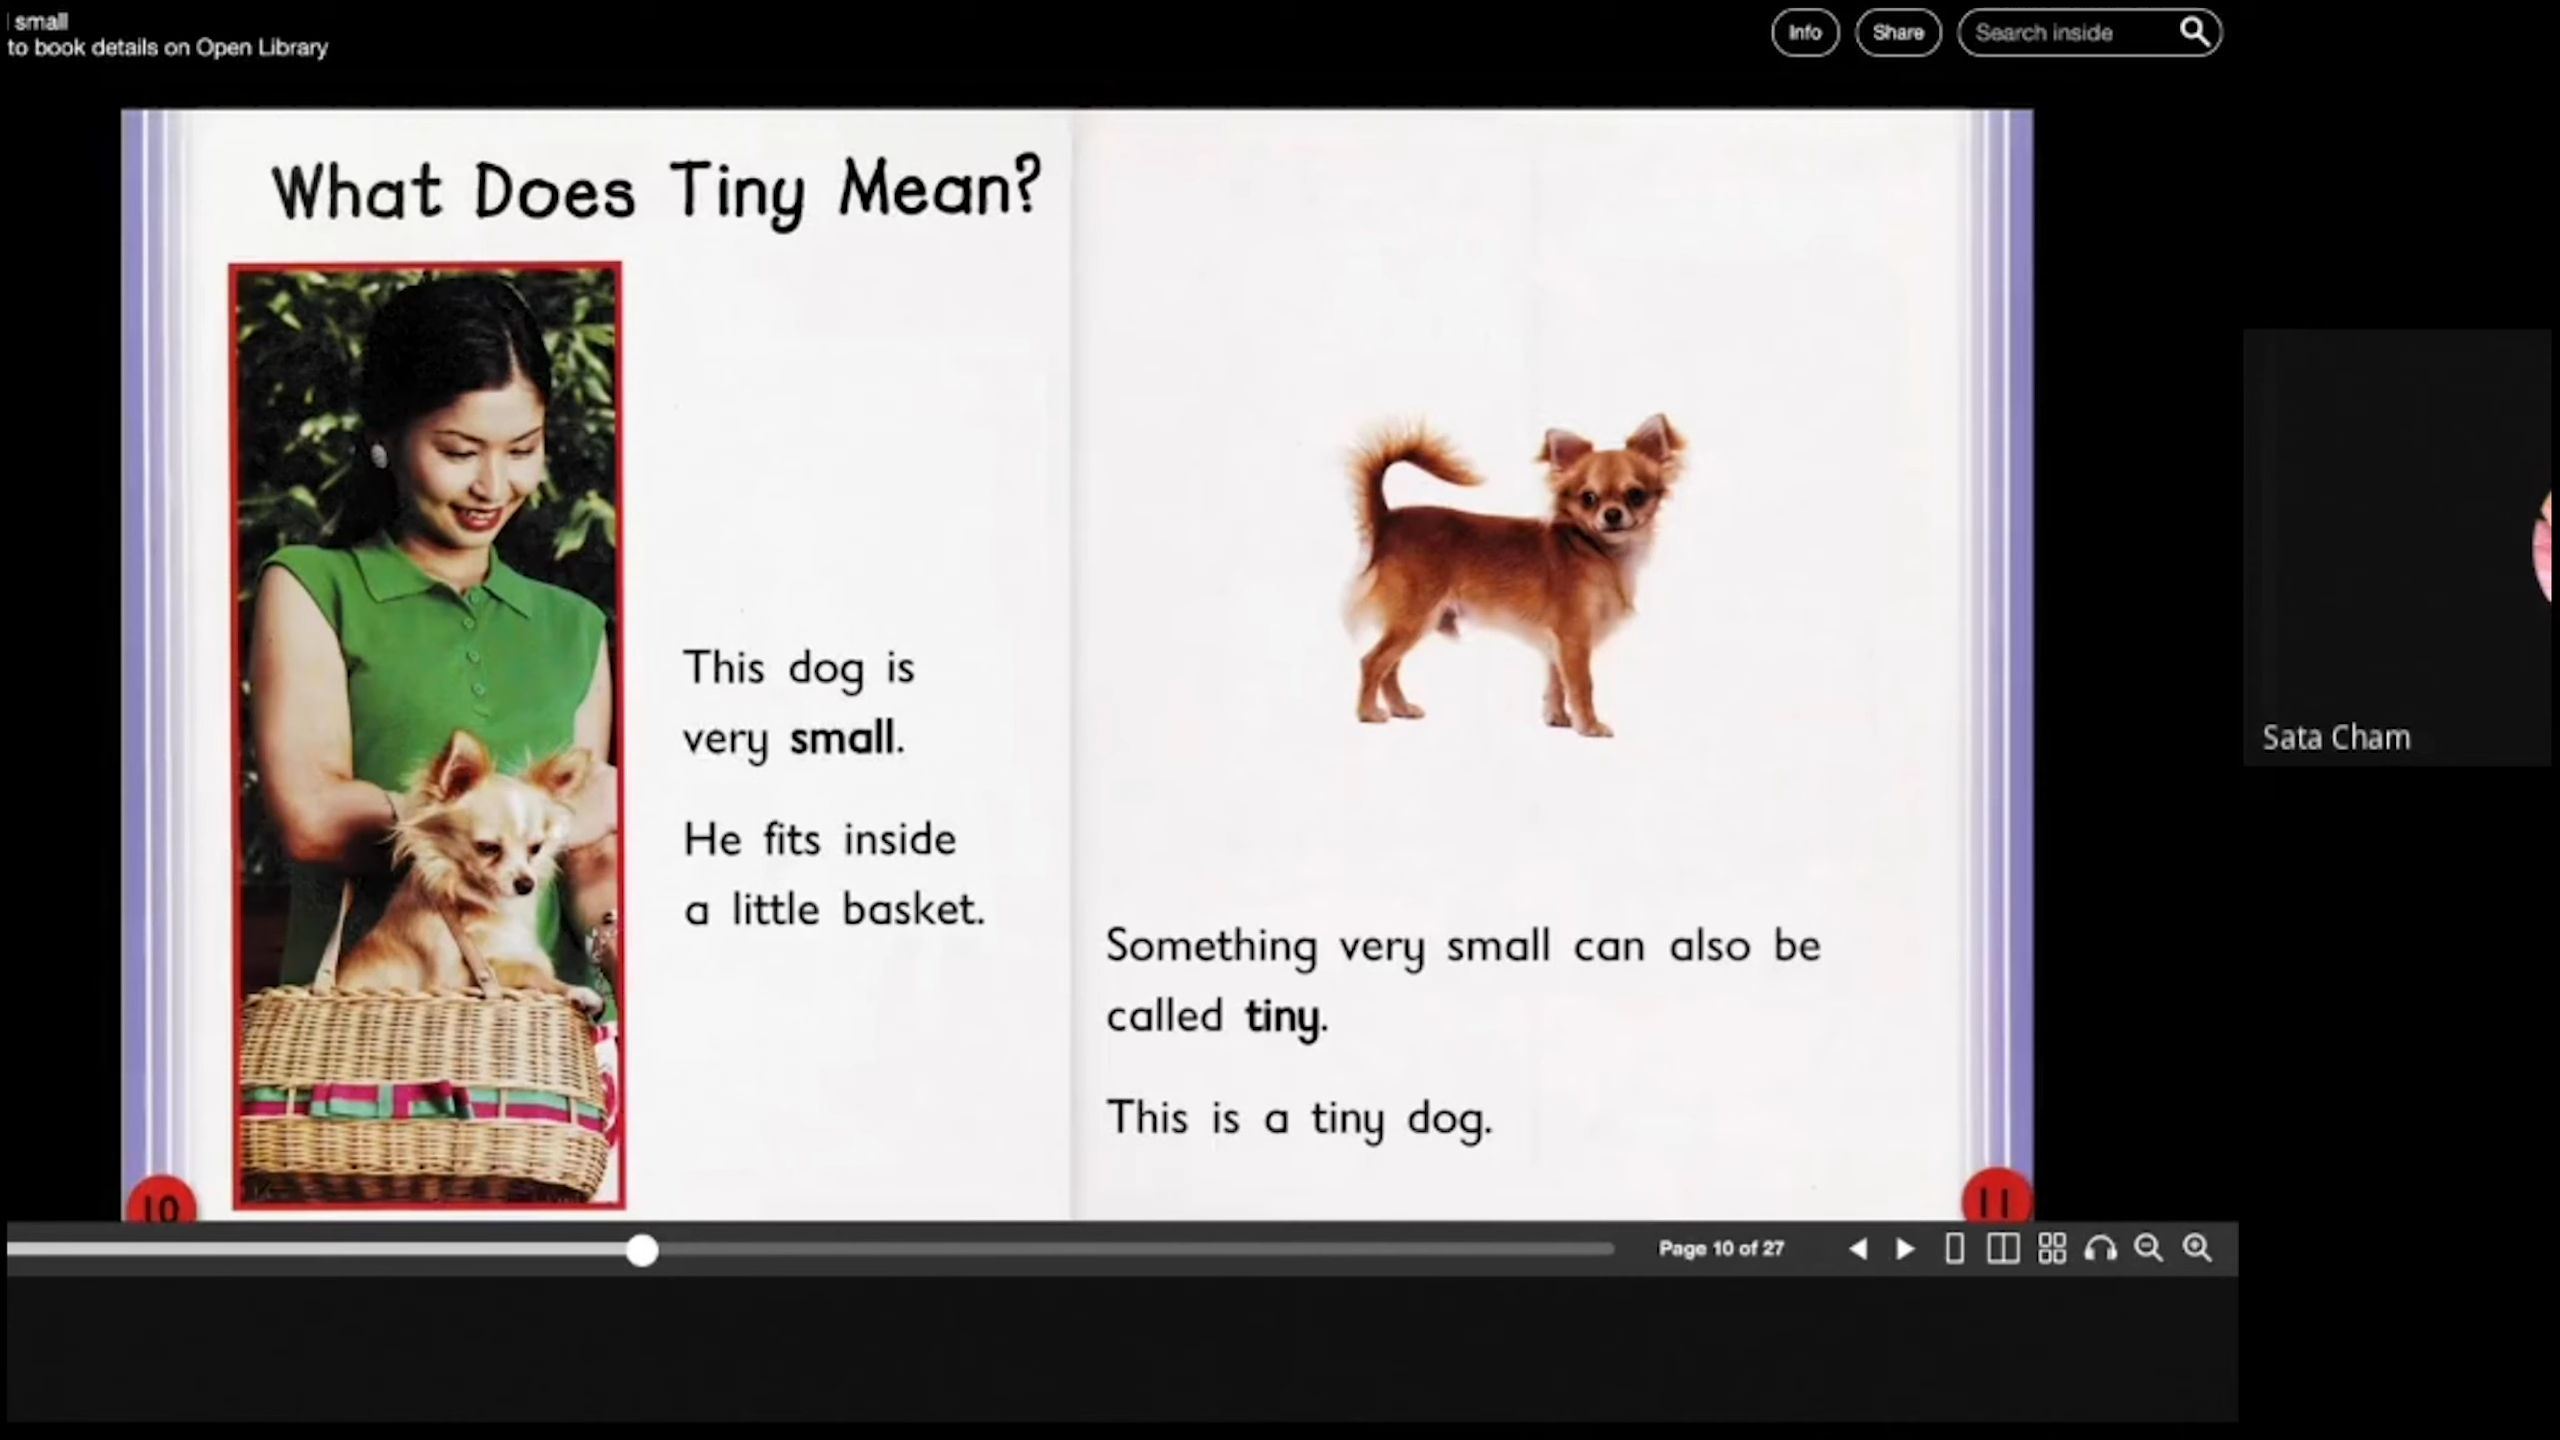 small
to book details on Open Library
Info
Share
Search inside
What Does Tiny Mean?
This dog is
very small.
He fits inside
a little basket.
10
Something very small can also be
called tiny.
This is a tiny dog.
11
Page 10 of 27
Sata Cham